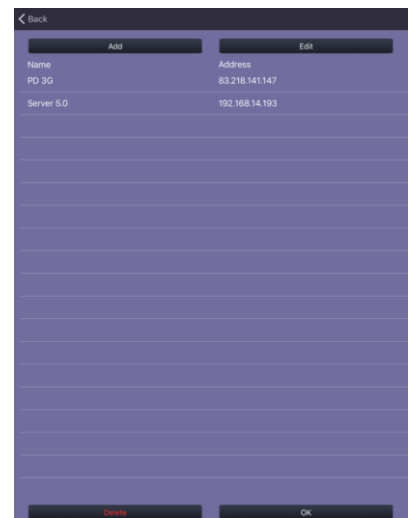 Back
Add Edit
Name Address
PD 3G 83.218.141.147
Server 5.0 192.168.14.193
Delete OK